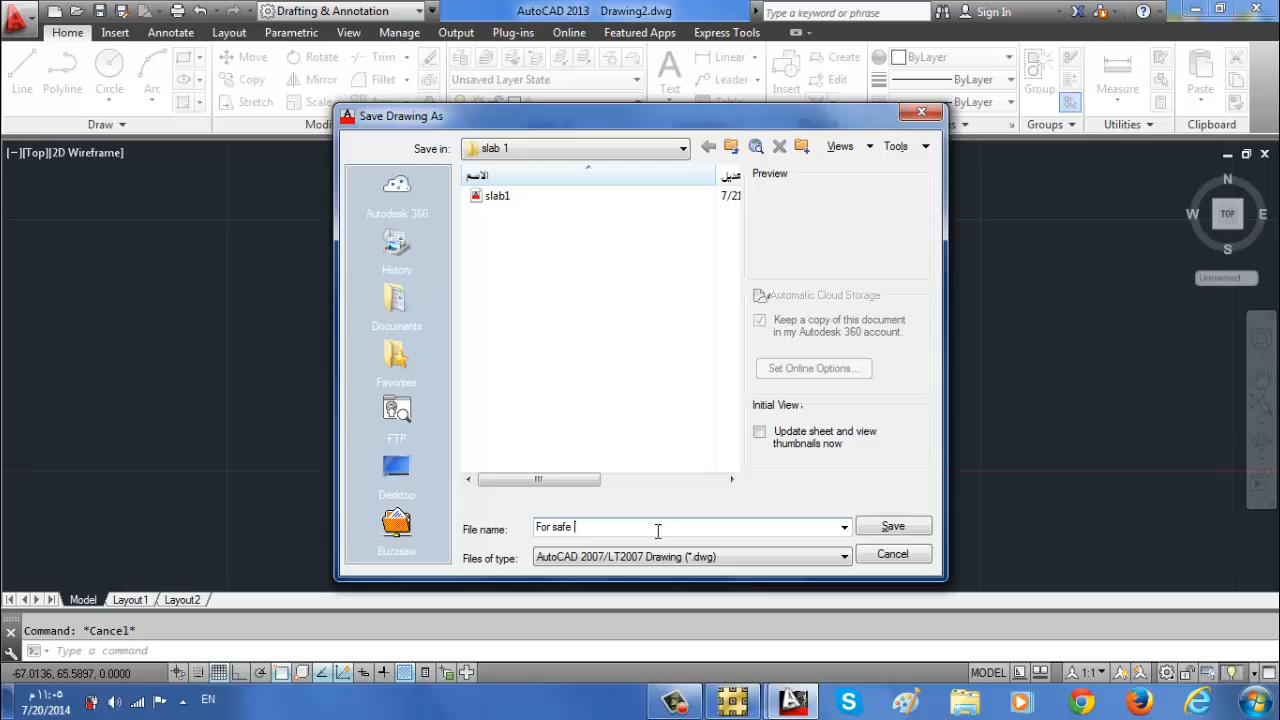 Drafting & Annotation
AutoCAD 2013 Drawing2.dwg
Type a keyword or phrase
Sign In
Home Insert Annotate Layout Parametric View Manage Output Plug-ins Online Featured Apps Express Tools
Move Rotate Trim
Copy Mirror Fillet
Stretch Scale
Line Polyline Circle Arc
Unsaved Layer State
Text Linear
Leader
Table
Insert Create
Edit
ByLayer
ByLayer
ByLayer
Group Measure Paste
Draw Modi Groups Utilities Clipboard
[−][Top][2D Wireframe]
Save Drawing As
Save in: slab 1
Views Tools
الاسم
slab1
7/21
Preview
Autodesk 360
History
Documents
Favorites
FTP
Desktop
Buzzsaw
Automatic Cloud Storage
Keep a copy of this document
in my Autodesk 360 account.
Set Online Options...
Initial View:
Update sheet and view
thumbnails now
File name: For safe
Save
Files of type: AutoCAD 2007/LT2007 Drawing (*.dwg)
Cancel
N
W TOP E
S
Unnamed
Model Layout1 Layout2
Command: *Cancel*
Type a command
-67.0136, 65.5897, 0.0000
MODEL
1:1
EN
١١:٠٥ م
7/20/2014